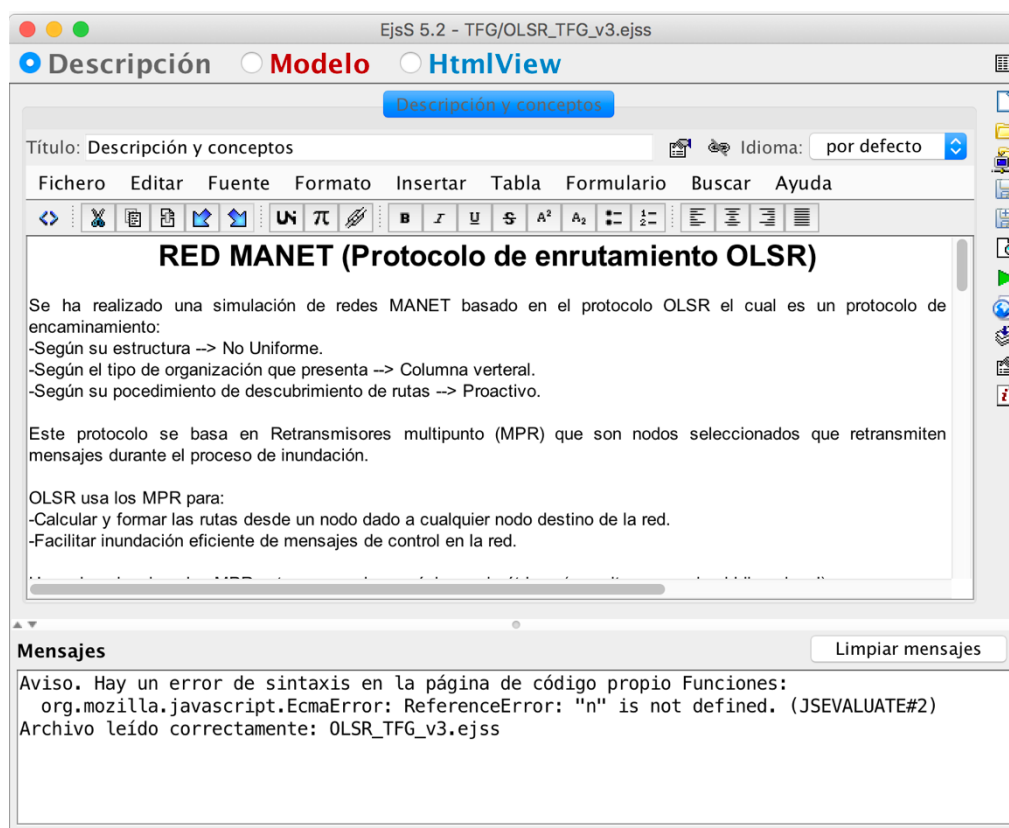 EjsS 5.2 - TFG/OLSR_TFG_v3.ejss
Descripción Modelo HtmlView
Descripción y conceptos
Título: Descripción y conceptos Idioma: por defecto
Fichero Editar Fuente Formato Insertar Tabla Formulario Buscar Ayuda
RED MANET (Protocolo de enrutamiento OLSR)
Se ha realizado una simulación de redes MANET basado en el protocolo OLSR el cual es un protocolo de
encaminamiento:
-Según su estructura --> No Uniforme.
-Según el tipo de organización que presenta --> Columna verteral.
-Según su pocedimiento de descubrimiento de rutas --> Proactivo.
Este protocolo se basa en Retransmisores multipunto (MPR) que son nodos seleccionados que retransmiten
mensajes durante el proceso de inundación.
OLSR usa los MPR para:
-Calcular y formar las rutas desde un nodo dado a cualquier nodo destino de la red.
-Facilitar inundación eficiente de mensajes de control en la red.
Mensajes Limpiar mensajes
Aviso. Hay un error de sintaxis en la página de código propio Funciones:
org.mozilla.javascript.EcmaError: ReferenceError: "n" is not defined. (JSEVALUATE#2)
Archivo leído correctamente: OLSR_TFG_v3.ejss